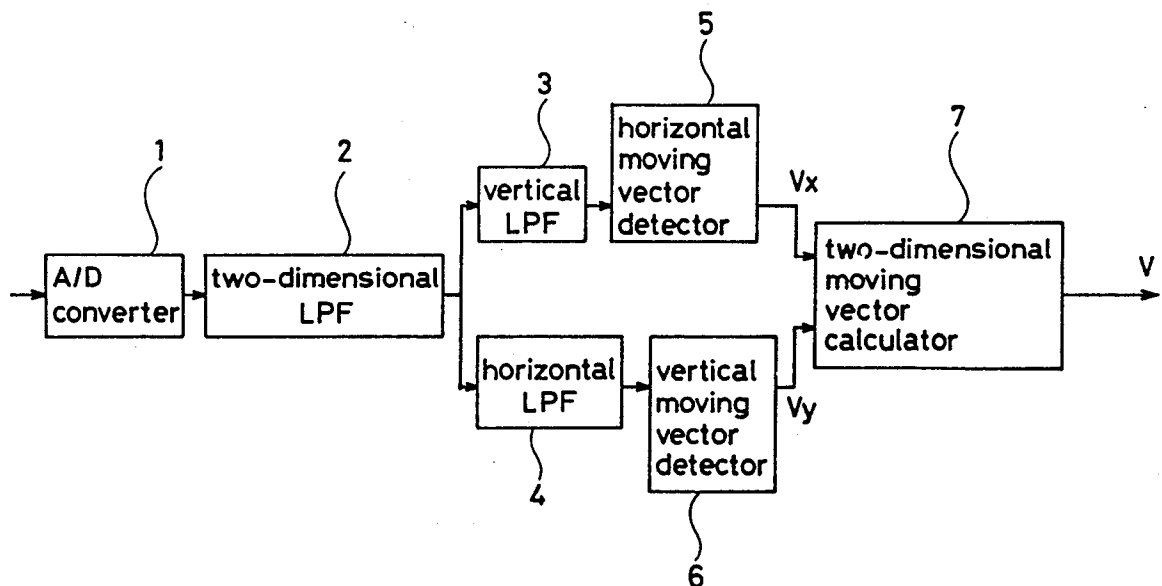 1
A/D
converter
2
two-dimensional
LPF
3
vertical
LPF
4
horizontal
LPF
5
horizontal
moving
vector
detector
Vx
6
vertical
moving
vector
detector
Vy
7
two-dimensional
moving
vector
calculator
V